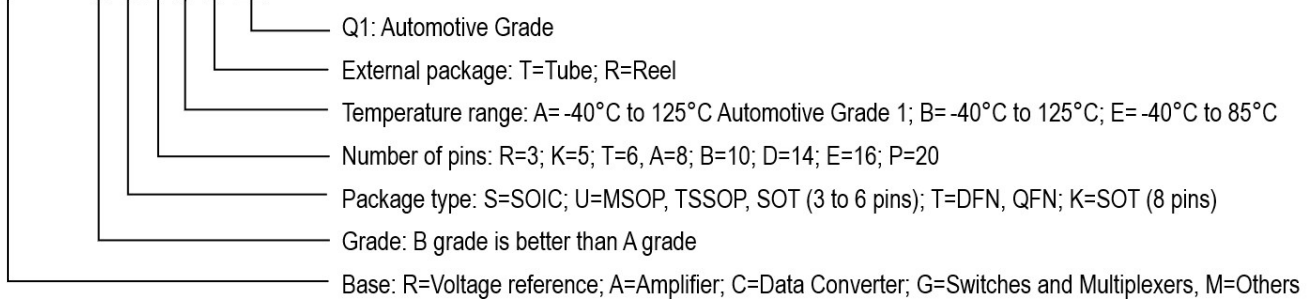 Q1: Automotive Grade
External package: T=Tube; R=Reel
Temperature range: A= -40°C to 125°C Automotive Grade 1; B= -40°C to 125°C; E= -40°C to 85°C
Number of pins: R=3; K=5; T=6, A=8; B=10; D=14; E=16; P=20
Package type: S=SOIC; U=MSOP, TSSOP, SOT (3 to 6 pins); T=DFN, QFN; K=SOT (8 pins)
Grade: B grade is better than A grade
Base: R=Voltage reference; A=Amplifier; C=Data Converter; G=Switches and Multiplexers, M=Others